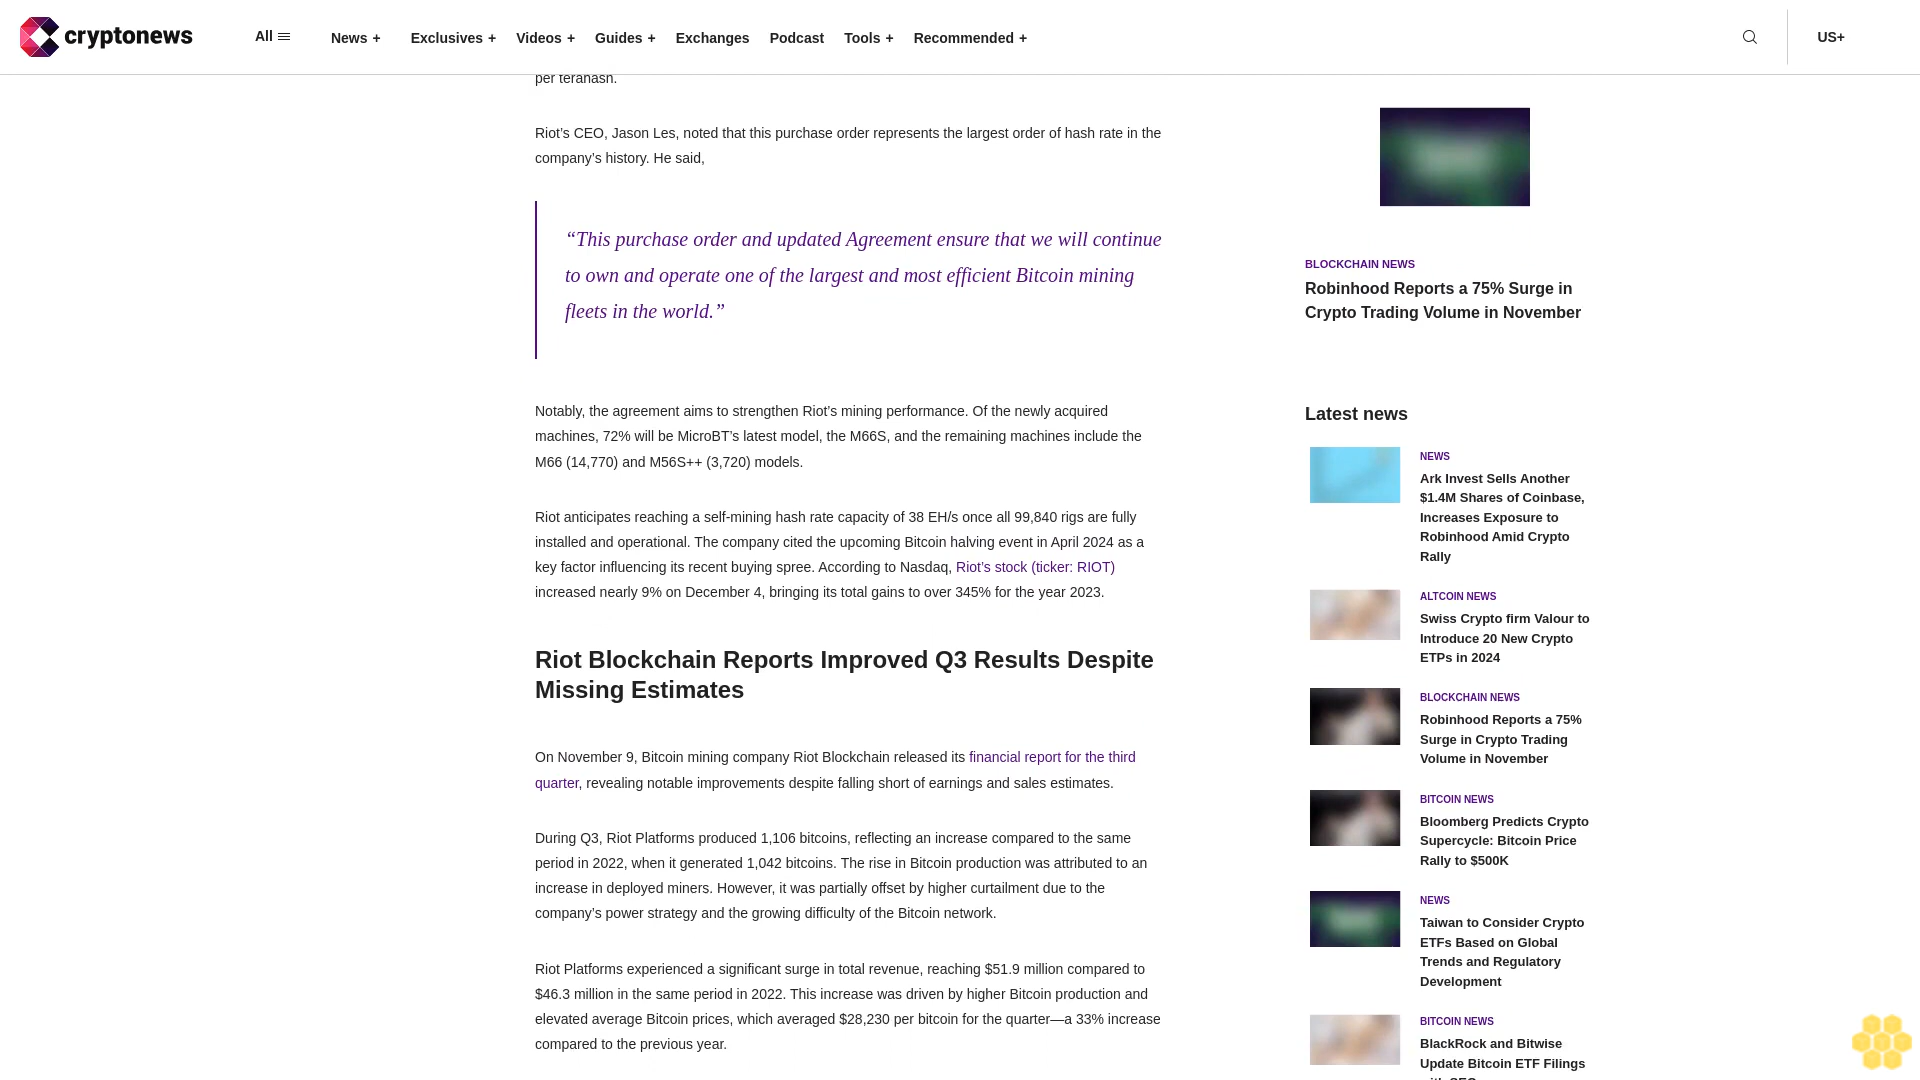 cryptonews
All
News +
Exclusives +
Videos +
Guides +
Exchanges
Podcast
Tools +
Recommended +
US+
per terahash.
Riot’s CEO, Jason Les, noted that this purchase order represents the largest order of hash rate in the
company’s history. He said,
“This purchase order and updated Agreement ensure that we will continue
to own and operate one of the largest and most efficient Bitcoin mining
fleets in the world.”
Notably, the agreement aims to strengthen Riot’s mining performance. Of the newly acquired
machines, 72% will be MicroBT’s latest model, the M66S, and the remaining machines include the
M66 (14,770) and M56S++ (3,720) models.
Riot anticipates reaching a self-mining hash rate capacity of 38 EH/s once all 99,840 rigs are fully
installed and operational. The company cited the upcoming Bitcoin halving event in April 2024 as a
key factor influencing its recent buying spree. According to Nasdaq, Riot’s stock (ticker: RIOT)
increased nearly 9% on December 4, bringing its total gains to over 345% for the year 2023.
Riot Blockchain Reports Improved Q3 Results Despite
Missing Estimates
On November 9, Bitcoin mining company Riot Blockchain released its financial report for the third
quarter, revealing notable improvements despite falling short of earnings and sales estimates.
During Q3, Riot Platforms produced 1,106 bitcoins, reflecting an increase compared to the same
period in 2022, when it generated 1,042 bitcoins. The rise in Bitcoin production was attributed to an
increase in deployed miners. However, it was partially offset by higher curtailment due to the
company’s power strategy and the growing difficulty of the Bitcoin network.
Riot Platforms experienced a significant surge in total revenue, reaching $51.9 million compared to
$46.3 million in the same period in 2022. This increase was driven by higher Bitcoin production and
elevated average Bitcoin prices, which averaged $28,230 per bitcoin for the quarter—a 33% increase
compared to the previous year.
BLOCKCHAIN NEWS
Robinhood Reports a 75% Surge in
Crypto Trading Volume in November
Latest news
NEWS
Ark Invest Sells Another
$1.4M Shares of Coinbase,
Increases Exposure to
Robinhood Amid Crypto
Rally
ALTCOIN NEWS
Swiss Crypto firm Valour to
Introduce 20 New Crypto
ETPs in 2024
BLOCKCHAIN NEWS
Robinhood Reports a 75%
Surge in Crypto Trading
Volume in November
BITCOIN NEWS
Bloomberg Predicts Crypto
Supercycle: Bitcoin Price
Rally to $500K
NEWS
Taiwan to Consider Crypto
ETFs Based on Global
Trends and Regulatory
Development
BITCOIN NEWS
BlackRock and Bitwise
Update Bitcoin ETF Filings